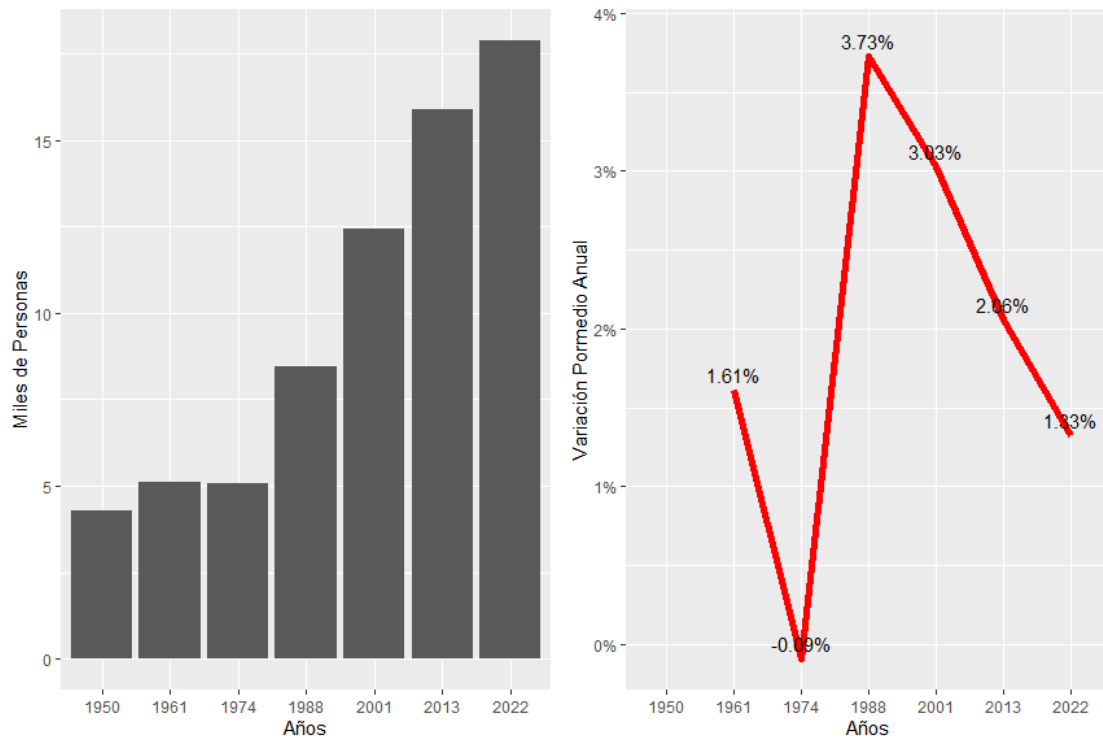 Miles de Personas
15
10
5
0
1950 1961 1974 1988 2001 2013 2022
Años
Variación Pormedio Anual
4%
3%
2%
1%
0%
1.61%
-0.09%
3.73%
3.03%
2.06%
1.33%
1950 1961 1974 1988 2001 2013 2022
Años